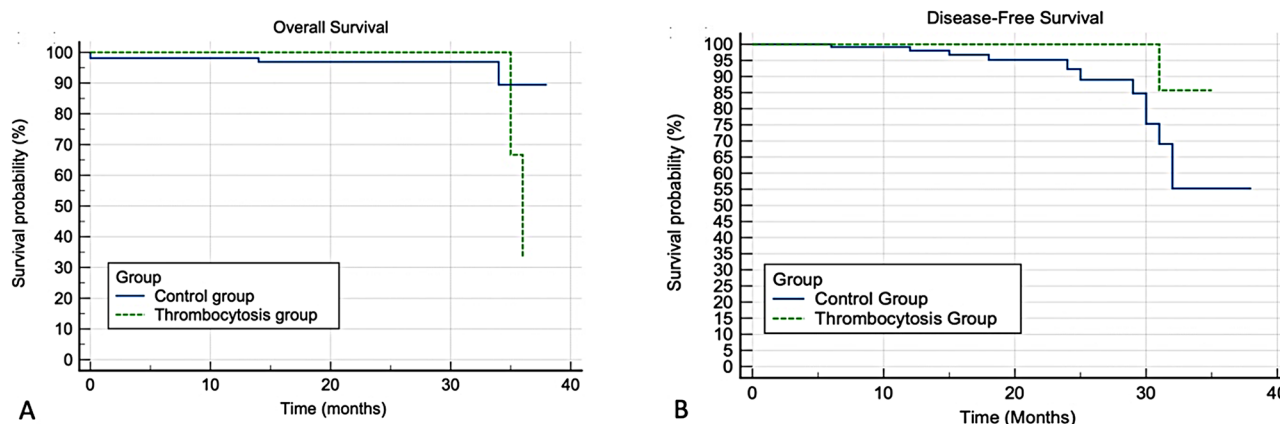 Overall Survival
Survival probability (%)
100
90
80
70
60
50
40
30
20
10
0
Group
Control group
Thrombocytosis group
0 10 20 30 40
Time (months)
A
Disease-Free Survival
Survival probability (%)
100
95
90
85
80
75
70
65
60
55
50
45
40
35
30
25
20
15
10
5
0
Group
Control Group
Thrombocytosis Group
0 10 20 30 40
Time (Months)
B